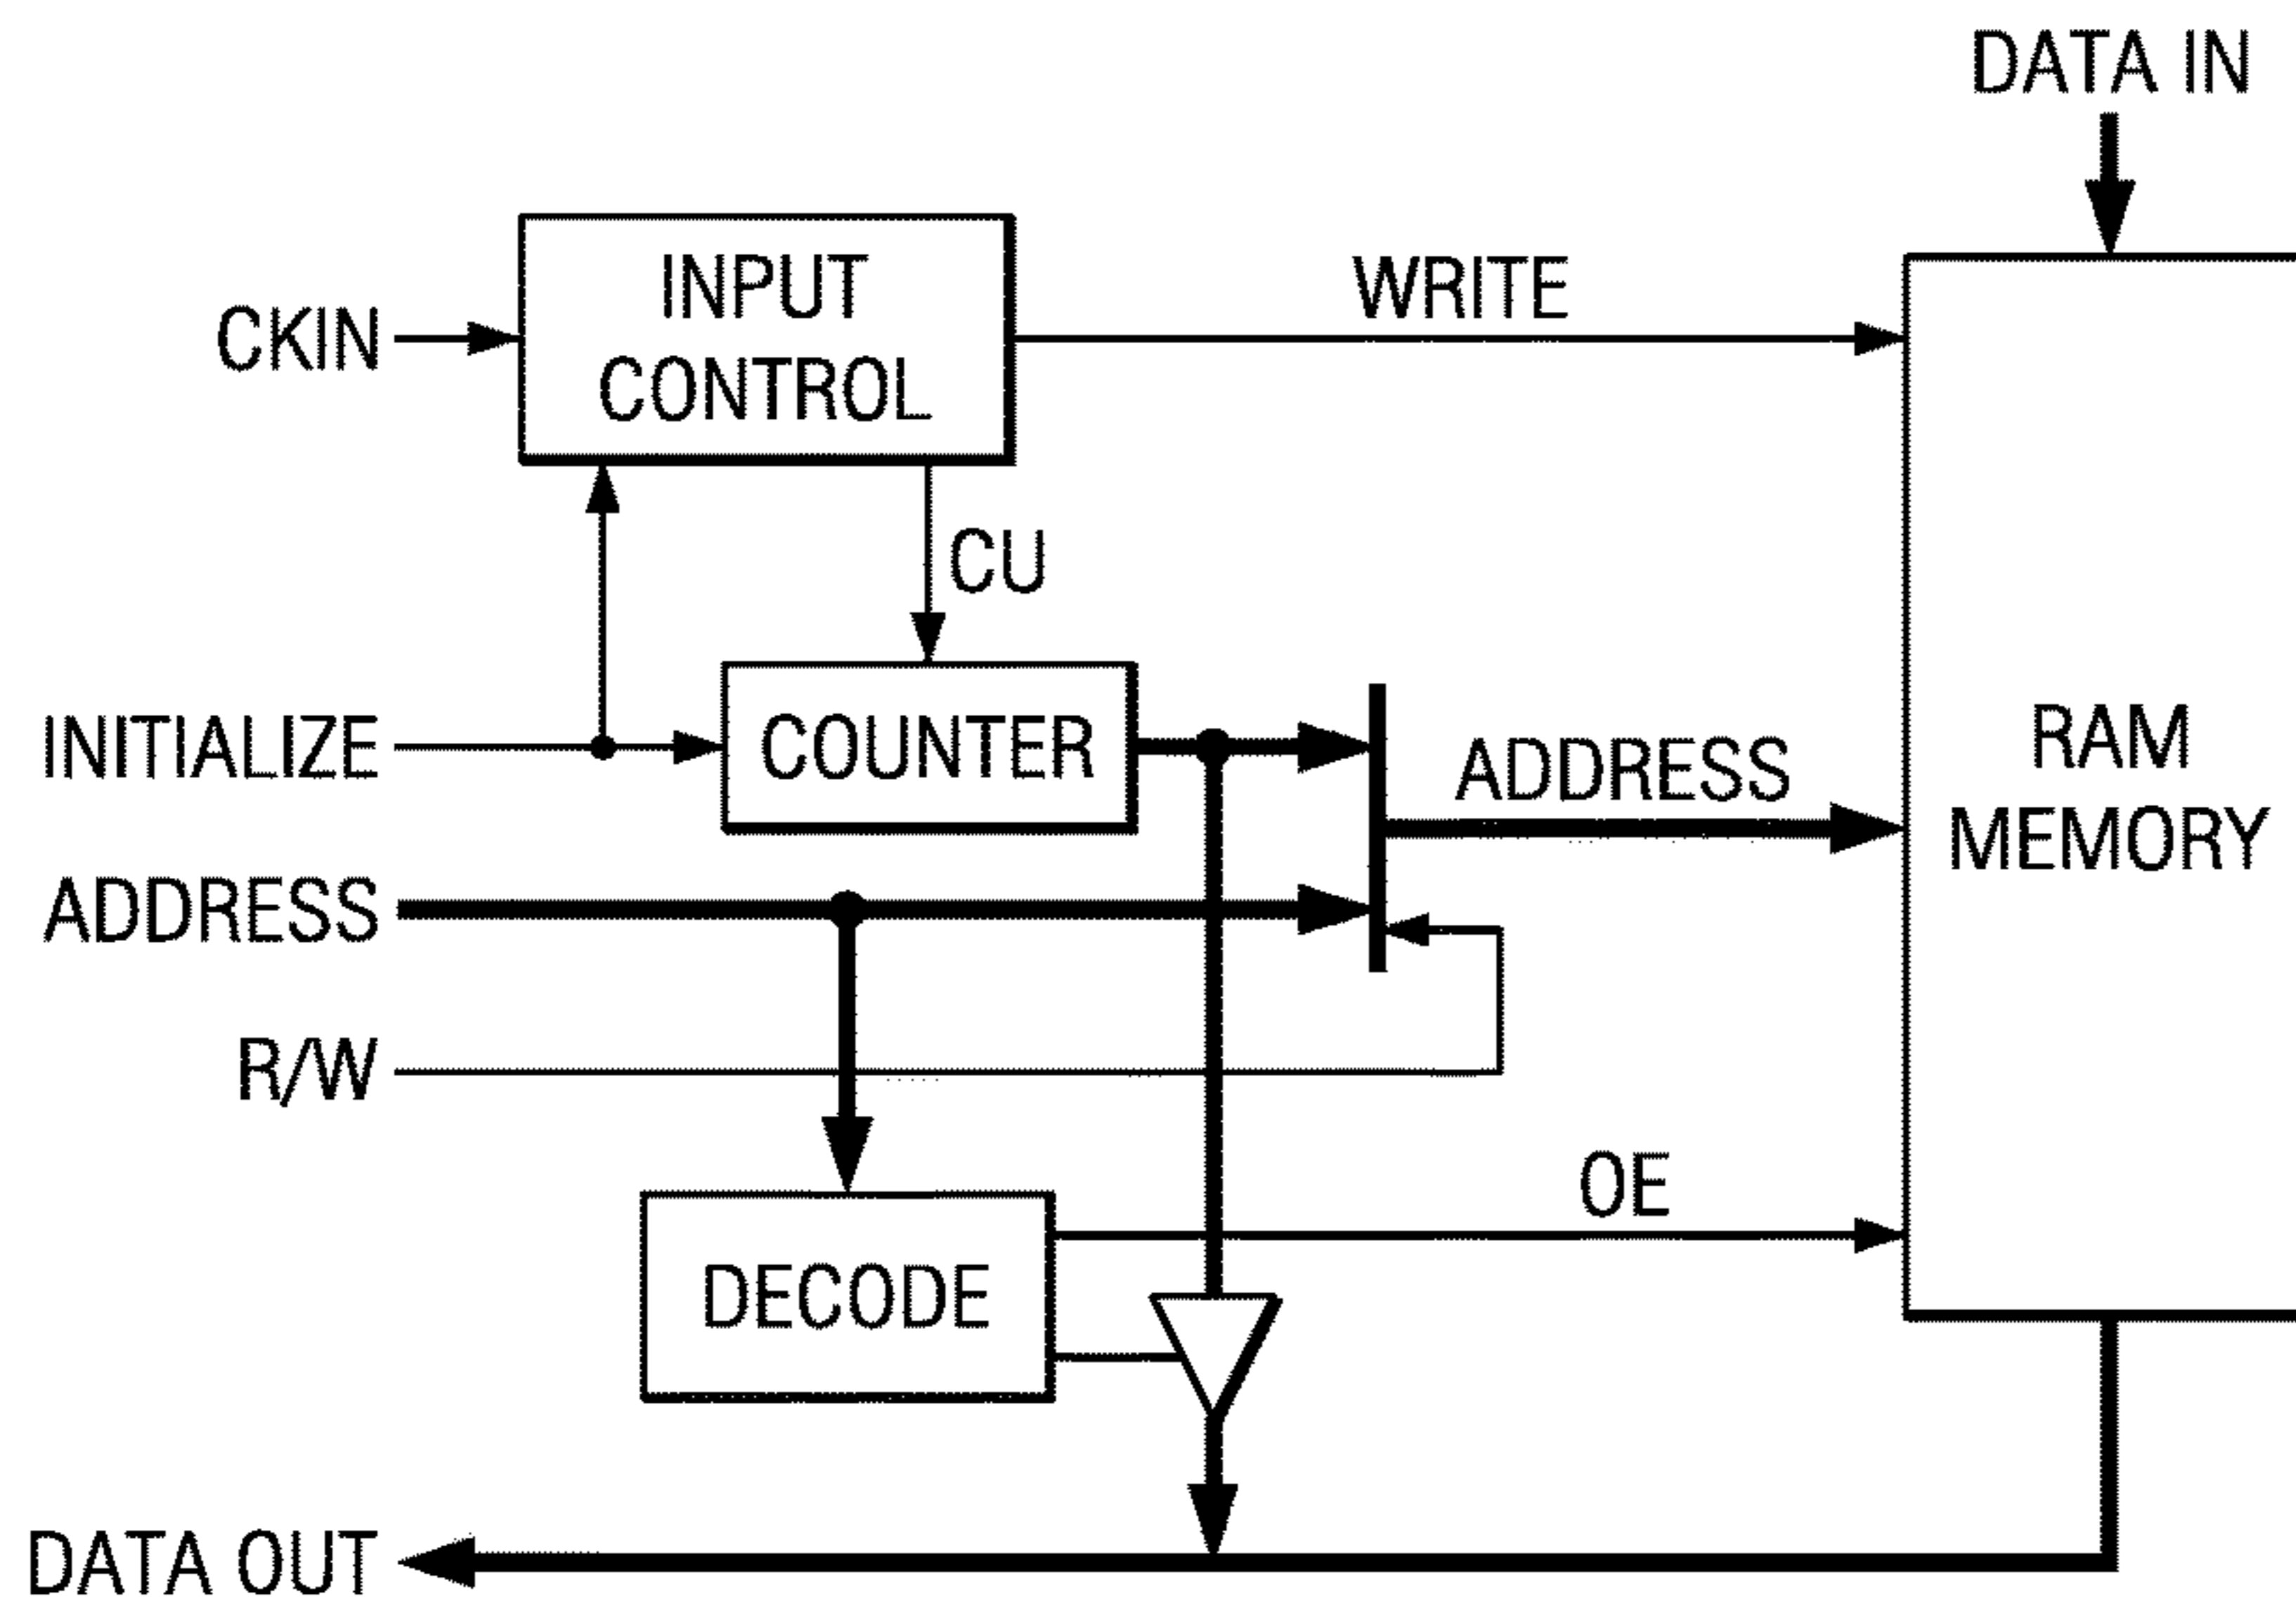 DATA IN
INPUT
CONTROL
WRITE
CKIN
CU
INITIALIZE
COUNTER
ADDRESS
RAM
MEMORY
ADDRESS
R/W
OE
DECODE
DATA OUT